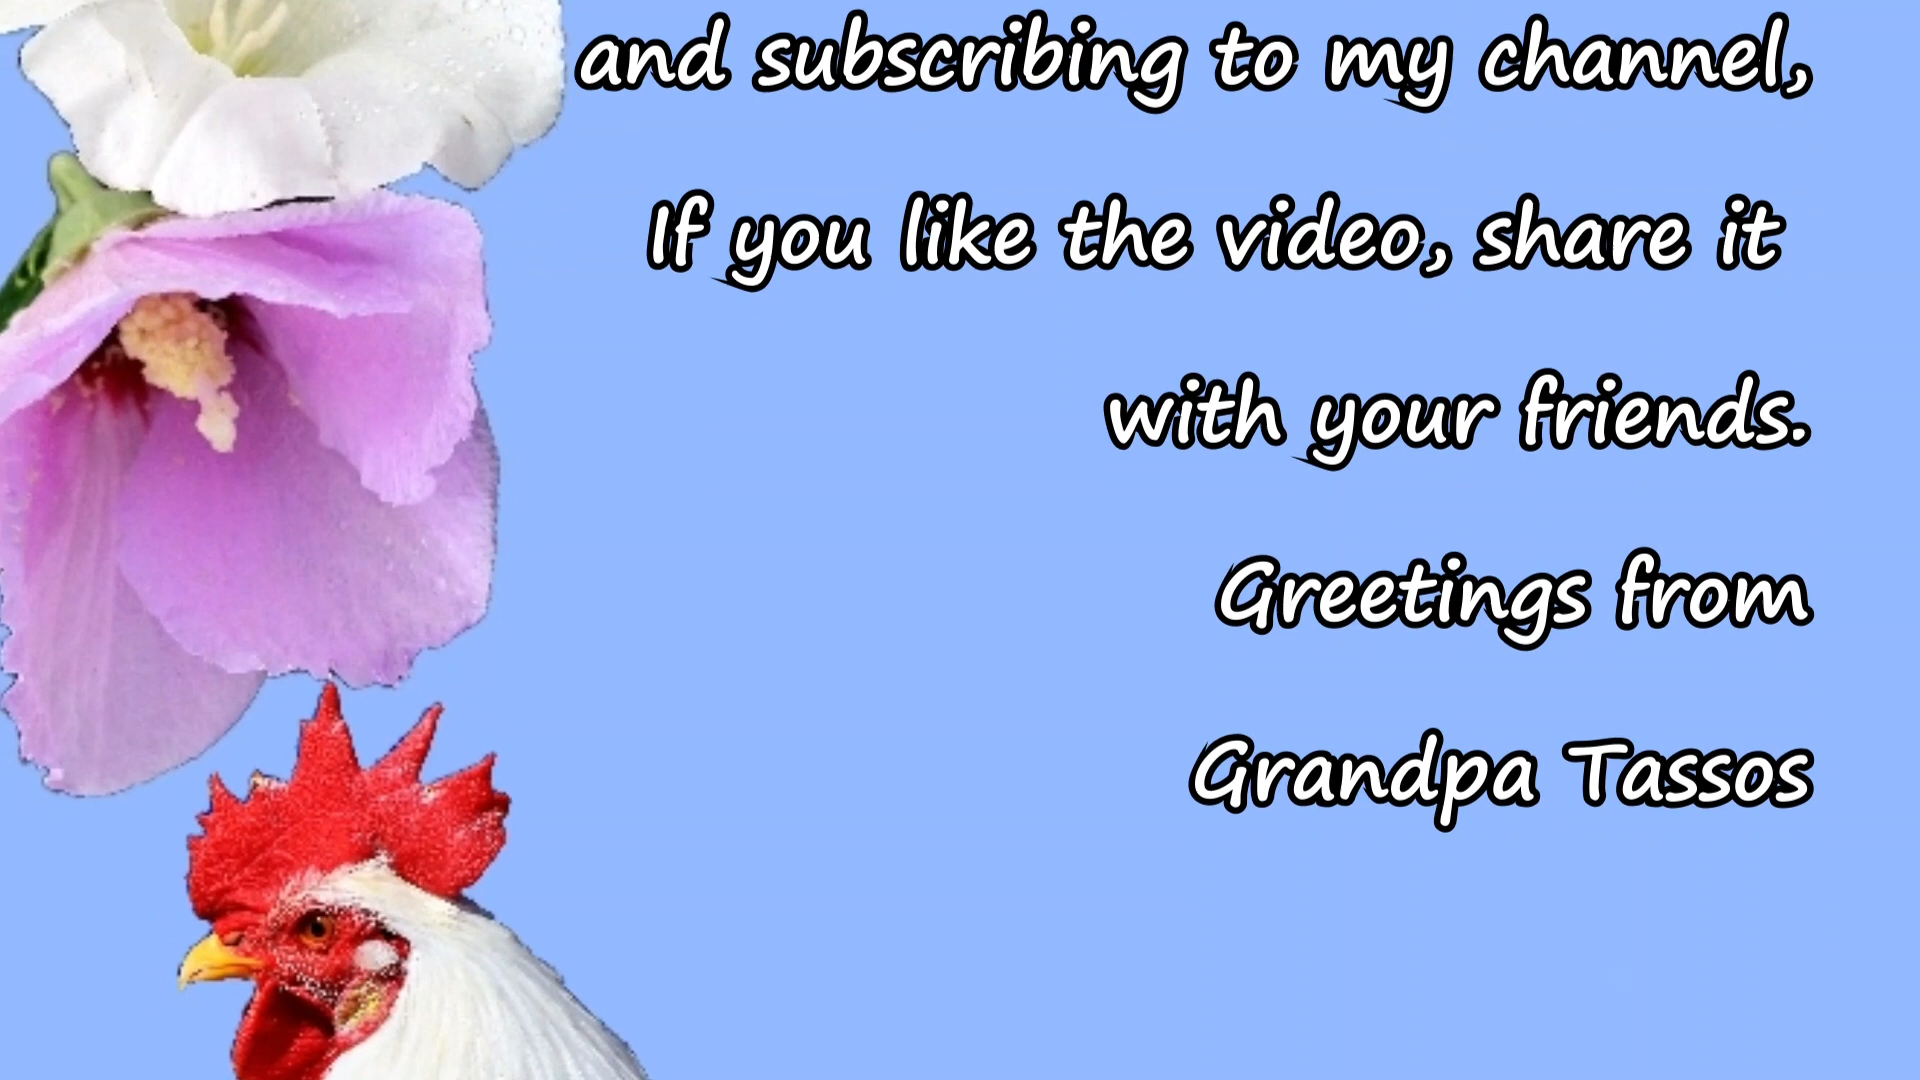 and subscribing to my channel,
If you like the video, share it
with your friends.
Greetings from
Grandpa Tassos